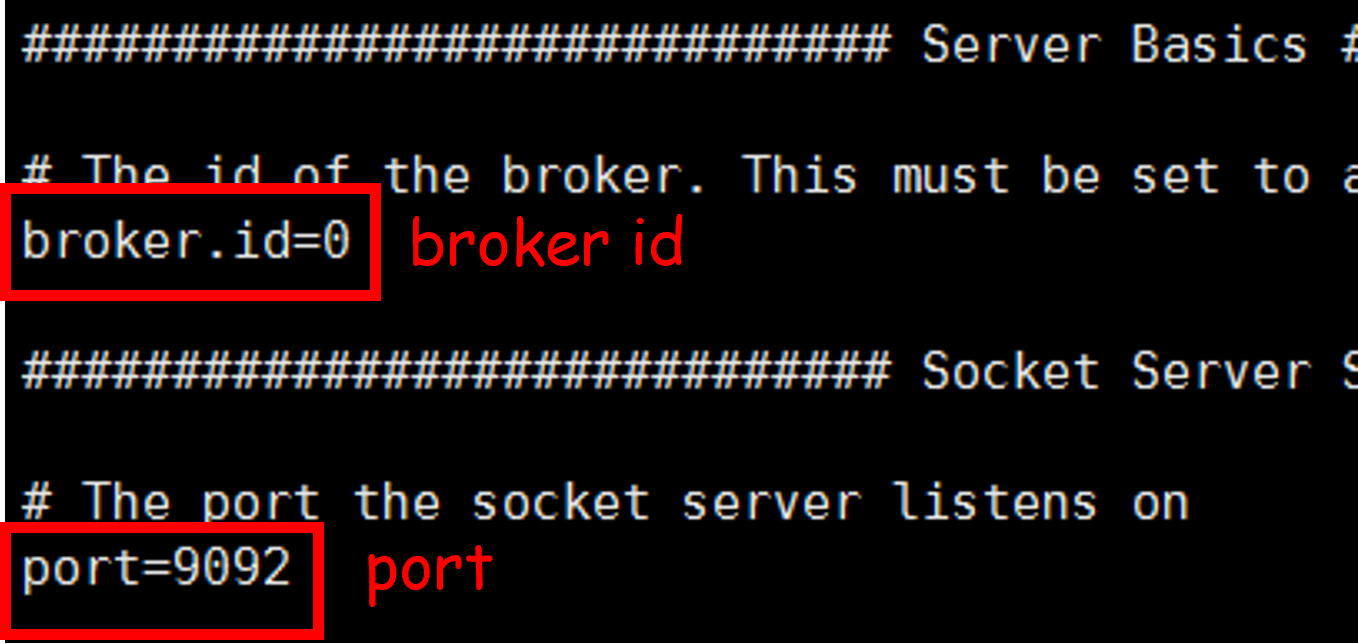 ############################# Server Basics #
# The id of the broker. This must be set to a
broker.id=0 broker id
############################# Socket Server S
# The port the socket server listens on
port=9092 port